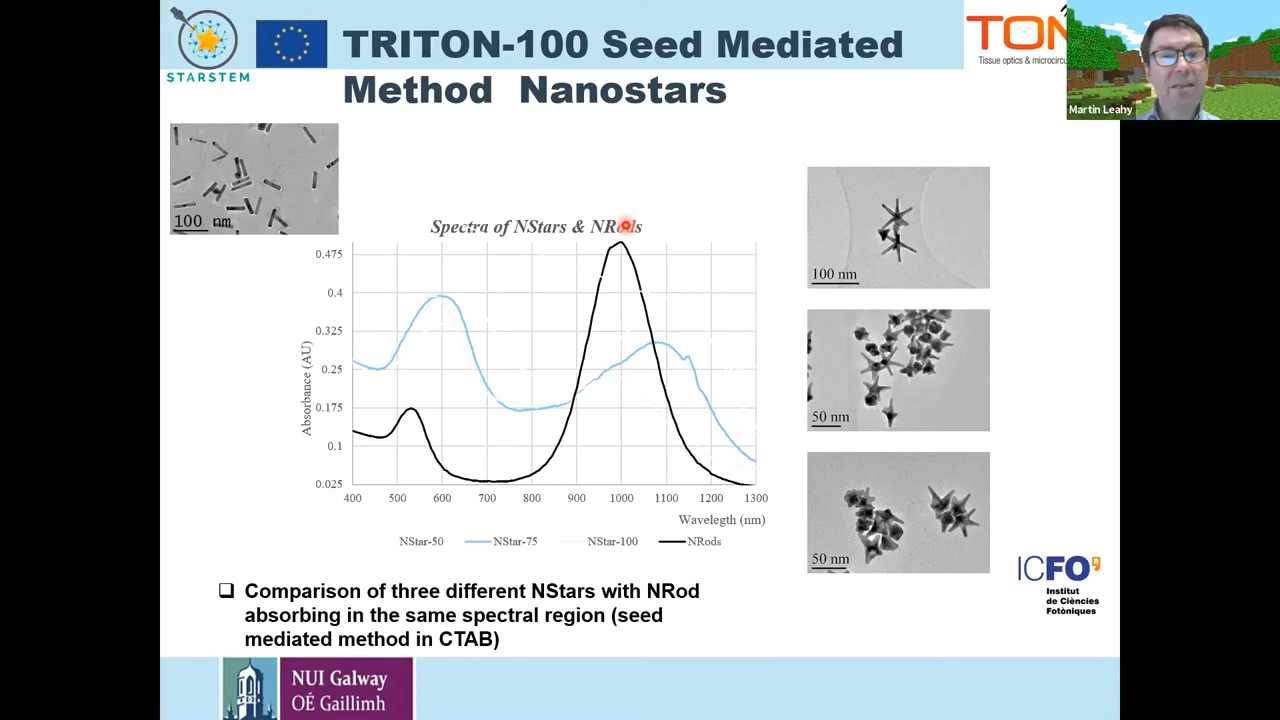 STARSTEM
TRITON-100 Seed Mediated
Method Nanostars
Tissue optics & microcircu
Martin Leahy
100 nm
Spectra of NStars &
Absorbance (AU)
0.475
0.4
0.325
0.25
0.175
0.1
0.025
400 500 600 700 800 900 1000 1100 1200 1300
Wavelegth (nm)
NStar-50 NStar-75 NStar-100 NRods
100 nm
50 nm
50 nm
Comparison of three different NStars with NRod
absorbing in the same spectral region (seed
mediated method in CTAB)
ICFO
Institut
de Ciències
Fotòniques
NUI Galway
OÉ Gaillimh